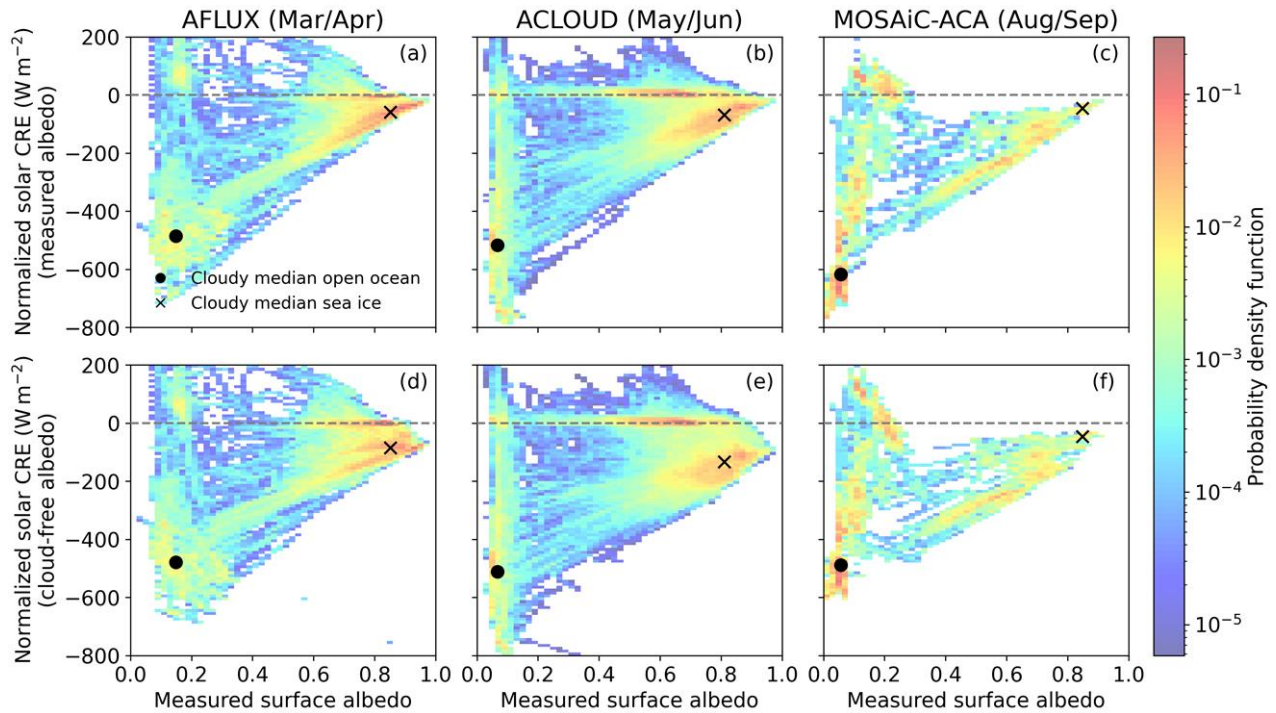 AFLUX (Mar/Apr)
ACLOUD (May/Jun)
MOSAiC-ACA (Aug/Sep)
Normalized solar CRE (W m−2)
(measured albedo)
200
0
−200
−400
−600
−800
(a)
(b)
(c)
Cloudy median open ocean
Cloudy median sea ice
Normalized solar CRE (W m−2)
(cloud-free albedo)
200
0
−200
−400
−600
−800
(d)
(e)
(f)
0.0 0.2 0.4 0.6 0.8 1.0
0.0 0.2 0.4 0.6 0.8 1.0
0.0 0.2 0.4 0.6 0.8 1.0
Measured surface albedo
Measured surface albedo
Measured surface albedo
10−1
10−2
10−3
10−4
10−5
Probability density function